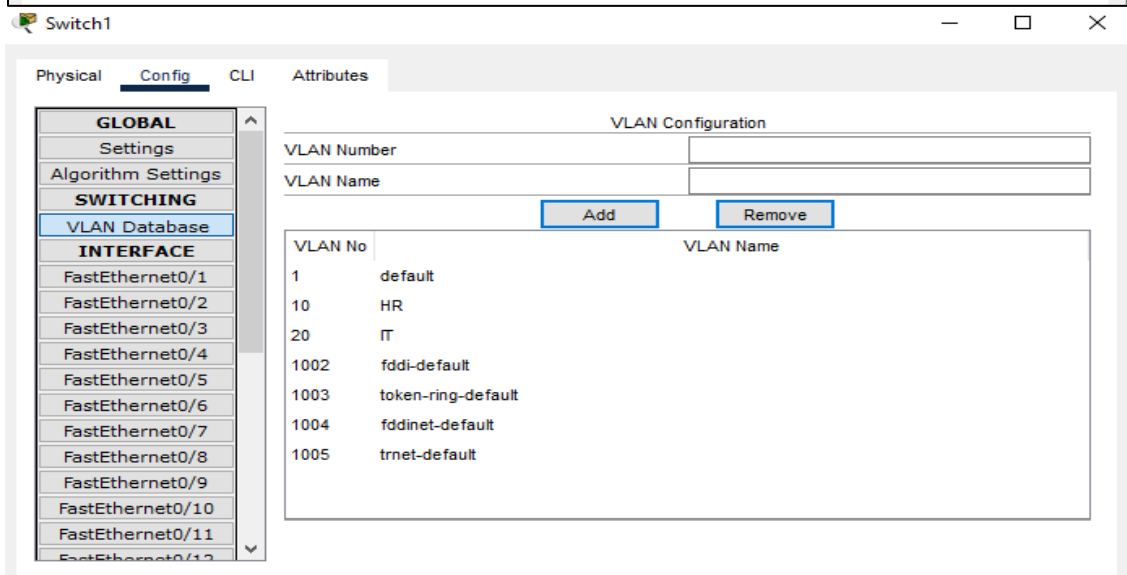 Switch1
Physical Config CLI Attributes
GLOBAL
Settings
Algorithm Settings
SWITCHING
VLAN Database
INTERFACE
FastEthernet0/1
FastEthernet0/2
FastEthernet0/3
FastEthernet0/4
FastEthernet0/5
FastEthernet0/6
FastEthernet0/7
FastEthernet0/8
FastEthernet0/9
FastEthernet0/10
FastEthernet0/11
FastEthernet0/12
VLAN Configuration
VLAN Number
VLAN Name
Add Remove
VLAN No VLAN Name
1 default
10 HR
20 IT
1002 fddi-default
1003 token-ring-default
1004 fddinet-default
1005 trnet-default